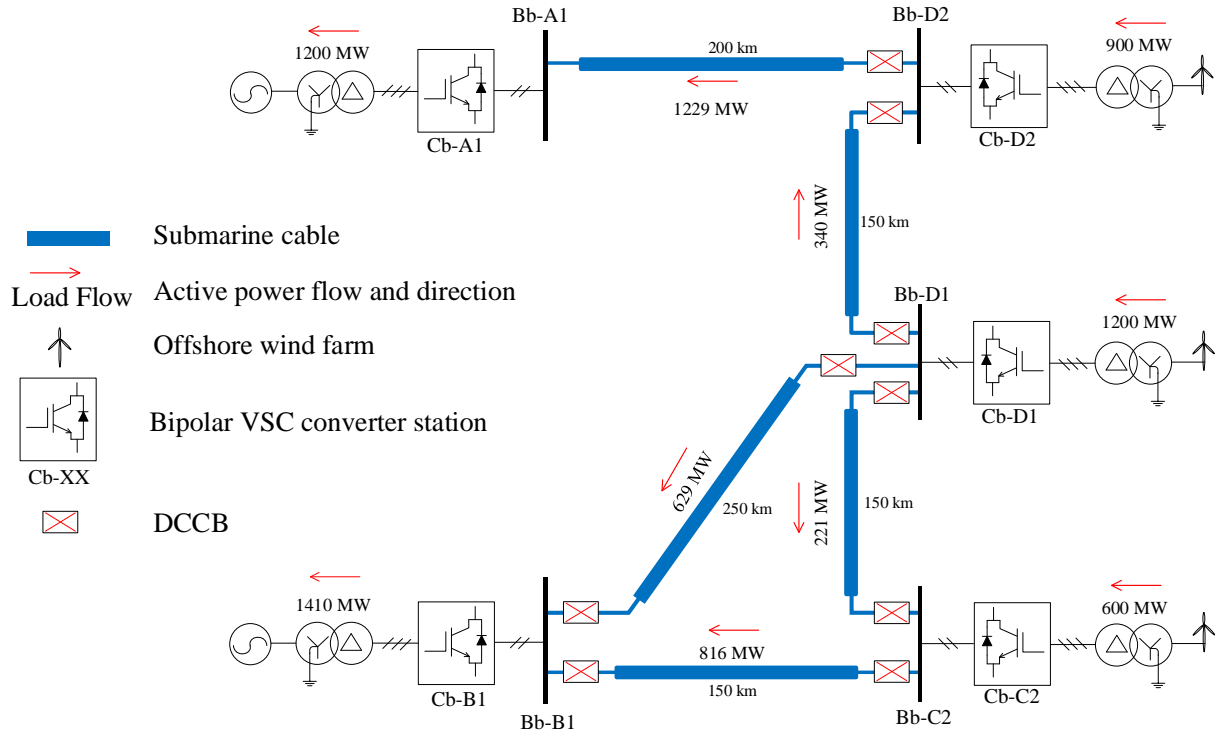 Bb-A1
Bb-D2
1200 MW
200 km
900 MW
1229 MW
Cb-A1
Cb-D2
340 MW
150 km
Submarine cable
Load Flow
Active power flow and direction
Bb-D1
1200 MW
Offshore wind farm
Cb-D1
Bipolar VSC converter station
Cb-XX
629 MW
250 km
221 MW
150 km
DCCB
1410 MW
816 MW
600 MW
150 km
Cb-B1
Cb-C2
Bb-B1
Bb-C2